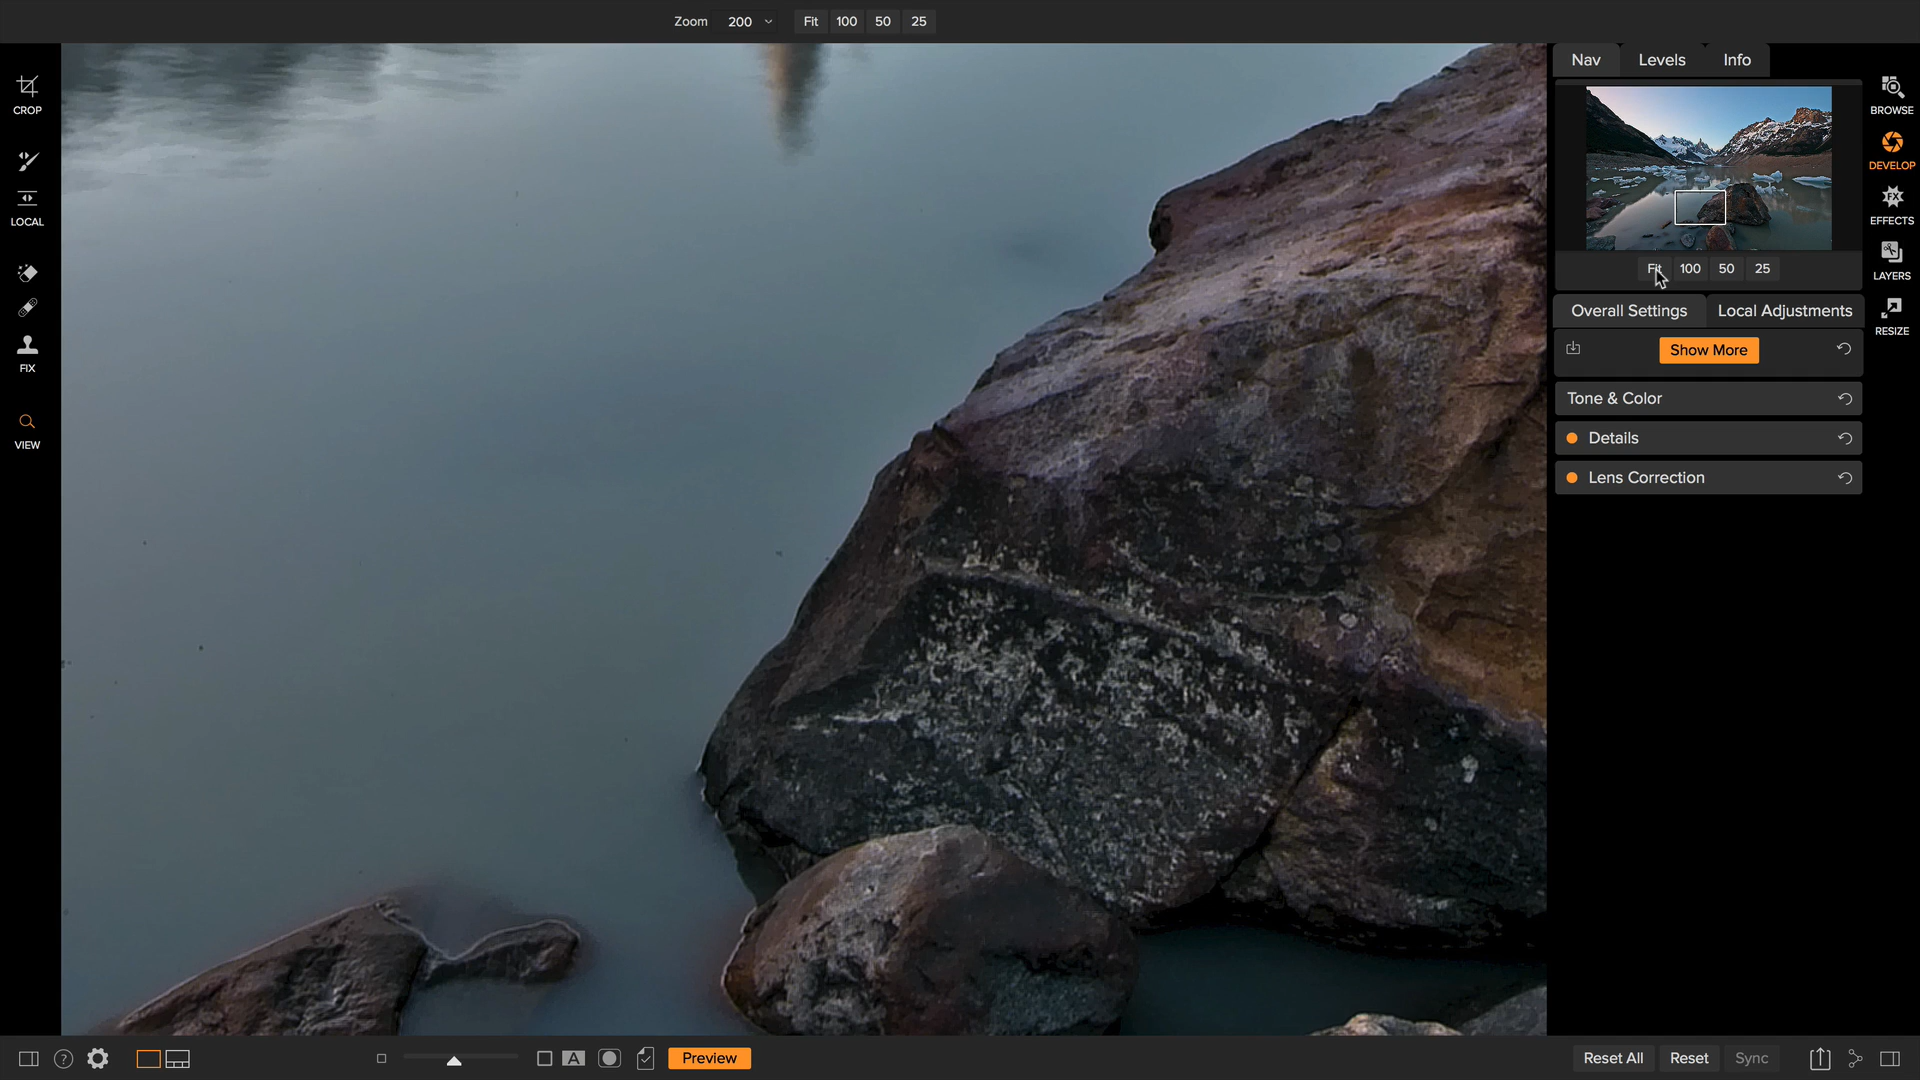 Zoom 200 Fit 100 50 25
Nav Levels Info
CROP
LOCAL
FIX
VIEW
BROWSE
DEVELOP
FX
EFFECTS
LAYERS
RESIZE
Fit 100 50 25
Overall Settings Local Adjustments
Show More
Tone & Color
Details
Lens Correction
? A Preview Reset All Reset Sync